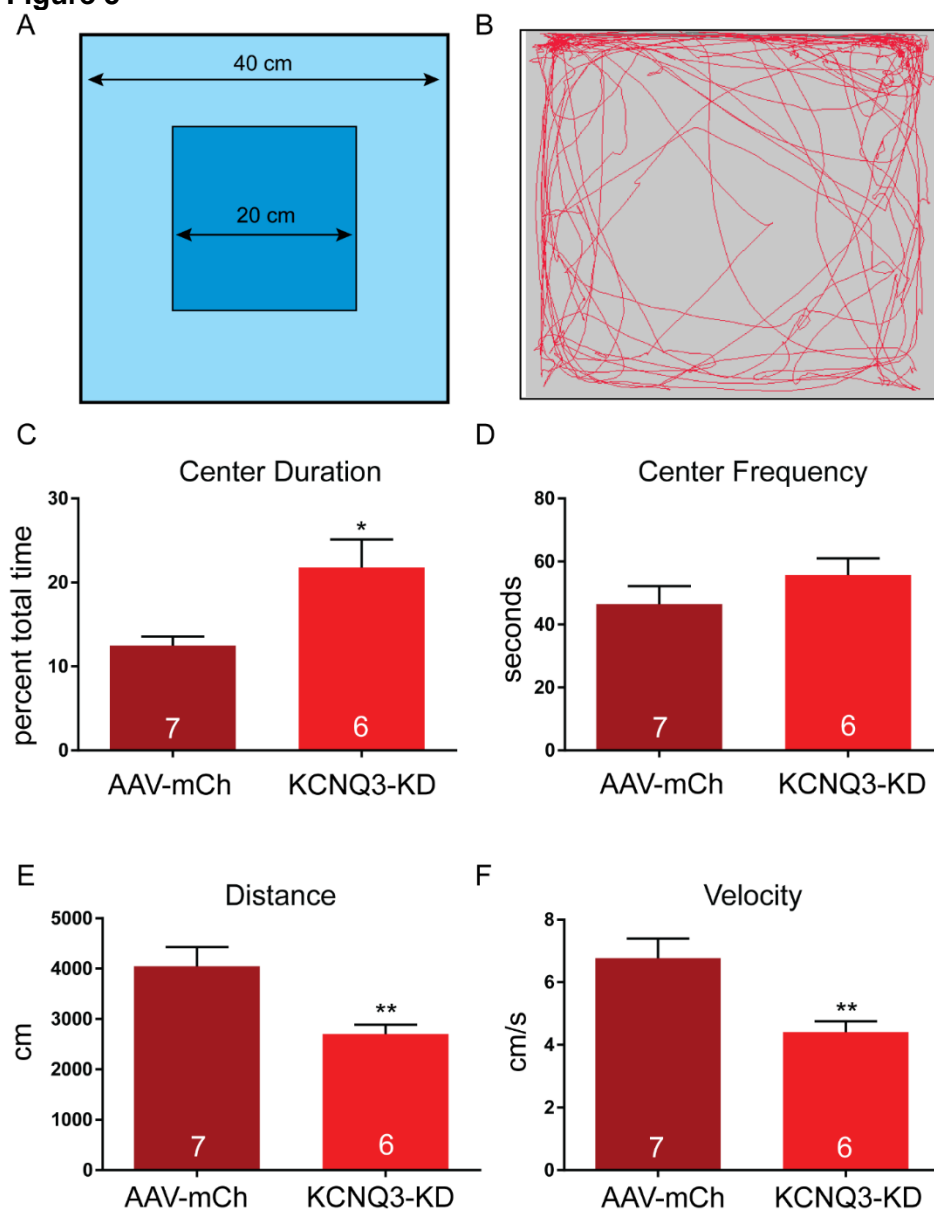 A
B
40 cm
20 cm
C
D
Center Duration
Center Frequency
percent total time
30
20
10
0
*
7
6
AAV-mCh
KCNQ3-KD
seconds
80
60
40
20
0
7
6
AAV-mCh
KCNQ3-KD
E
F
Distance
Velocity
cm
5000
4000
3000
2000
1000
0
**
7
6
AAV-mCh
KCNQ3-KD
cm/s
8
6
4
2
0
**
7
6
AAV-mCh
KCNQ3-KD